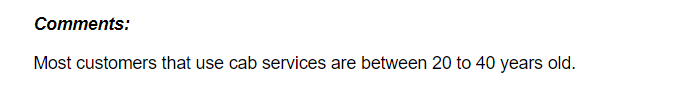 Comments:
Most customers that use cab services are between 20 to 40 years old.